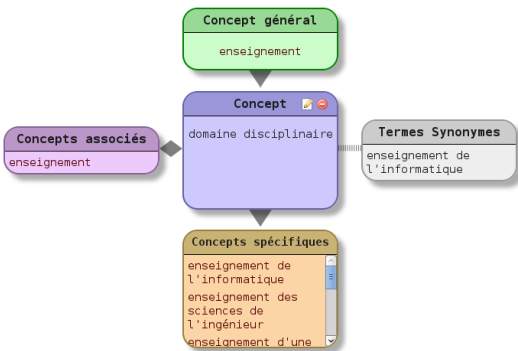 Concept général
enseignement
Concept
domaine disciplinaire
Concepts associés
enseignement
Termes Synonymes
enseignement de
l'informatique
Concepts spécifiques
enseignement de
l'informatique
enseignement des
sciences de
l'ingénieur
enseignement d'une